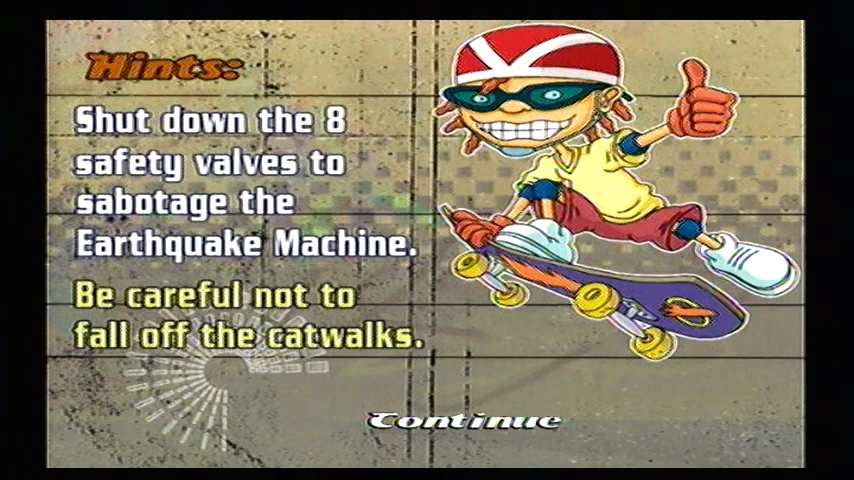 Hints:
Shut down the 8
safety valves to
sabotage the
Earthquake Machine.
Be careful not to
fall off the catwalks.
Continue